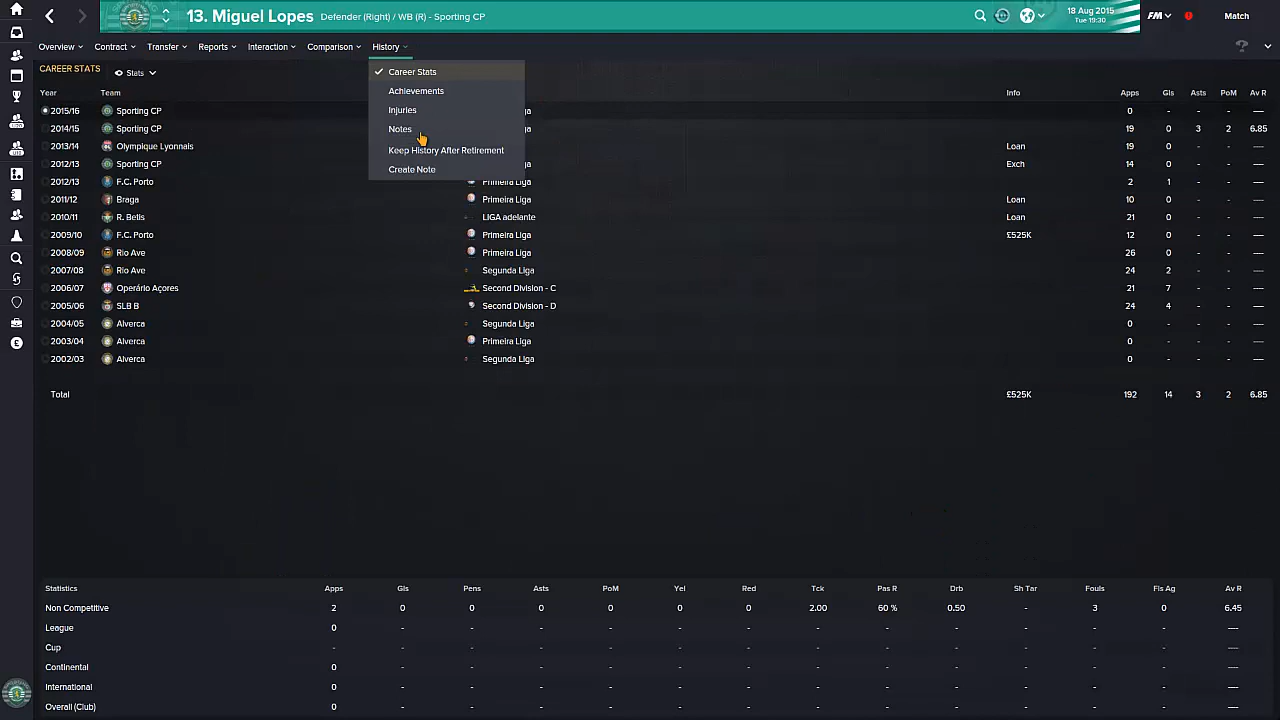 13. Miguel Lopes Defender (Right) / WB (R) - Sporting CP 18 Aug 2015 FM Match
Tue 19:30
Overview Contract Transfer Reports Interaction Comparison History
CAREER STATS Stats
Career Stats
Achievements
Injuries
Notes
Keep History After Retirement
Create Note
Year Team Info Apps Gls Asts PoM Av R
2015/16 Sporting CP ga 0 - - - —
2014/15 Sporting CP ga 19 0 3 2 6.85
2013/14 Olympique Lyonnais Loan 19 0 - - —
2012/13 Sporting CP ga Exch 14 0 - - —
2012/13 F.C. Porto Primeira Liga 2 1 - - —
2011/12 Braga Primeira Liga Loan 10 0 - - —
2010/11 R. Betis LIGA adelante Loan 21 0 - - —
2009/10 F.C. Porto Primeira Liga £525K 12 0 - - —
2008/09 Rio Ave Primeira Liga 26 0 - - —
2007/08 Rio Ave Segunda Liga 24 2 - - —
2006/07 Operário Açores Second Division - C 21 7 - - —
2005/06 SLB B Second Division - D 24 4 - - —
2004/05 Alverca Segunda Liga 0 - - - —
2003/04 Alverca Primeira Liga 0 - - - —
2002/03 Alverca Segunda Liga 0 - - - —
Total £525K 192 14 3 2 6.85
Statistics Apps Gls Pens Asts PoM Yel Red Tck Pas R Drb Sh Tar Fouls Fls Ag Av R
Non Competitive 2 0 0 0 0 0 0 2.00 60 % 0.50 - 3 0 6.45
League 0 - - - - - - - - - - - - —
Cup - - - - - - - - - - - - - —
Continental 0 - - - - - - - - - - - - —
International 0 - - - - - - - - - - - - —
Overall (Club) 0 - - - - - - - - - - - - —